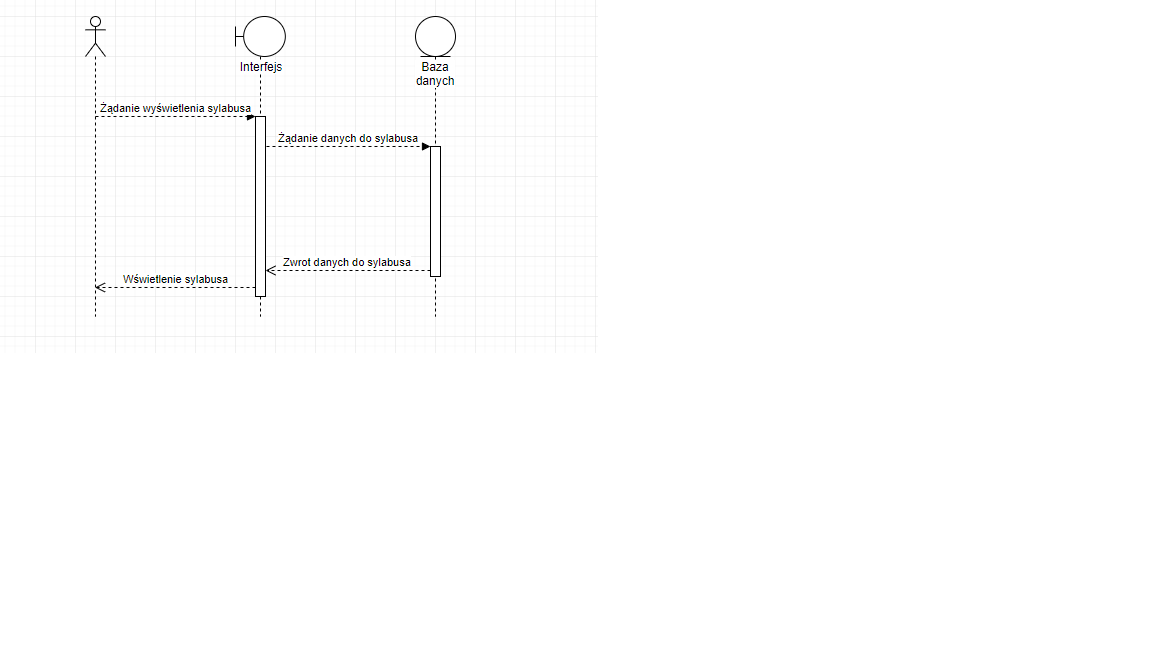 Interfejs
Baza
danych
Żądanie wyświetlenia sylabusa
Żądanie danych do sylabusa
Zwrot danych do sylabusa
Wświetlenie sylabusa